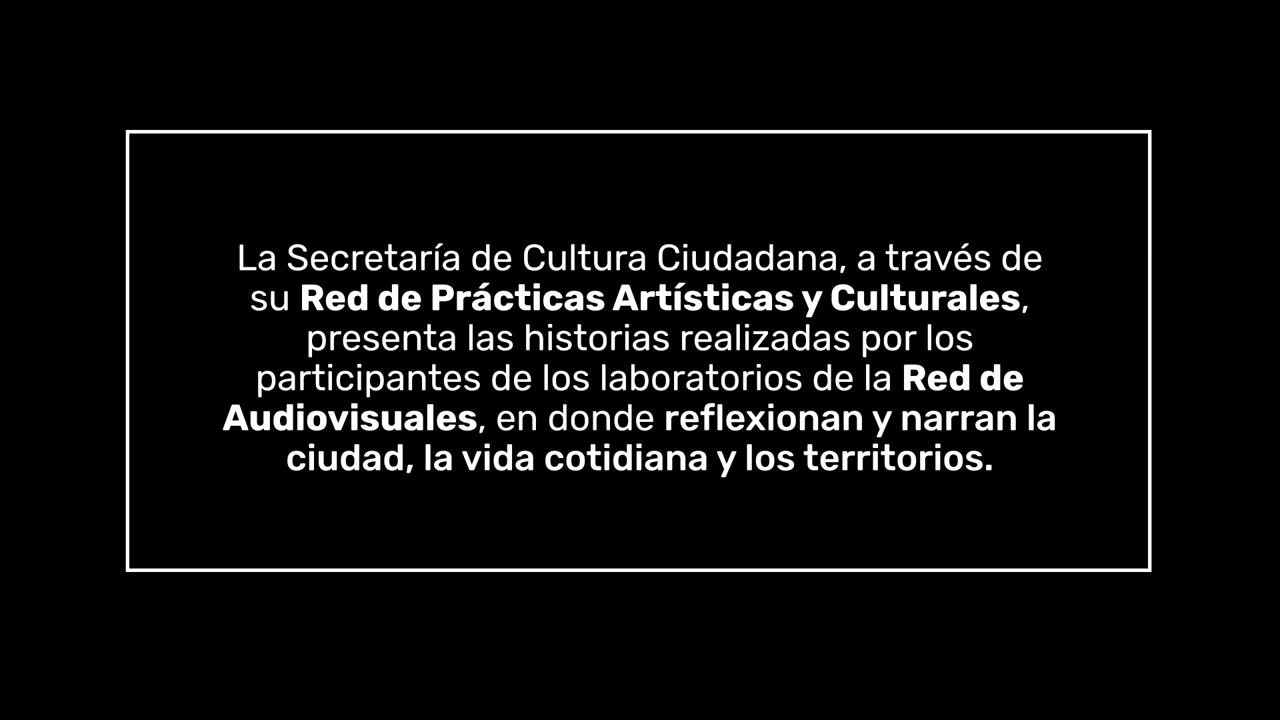 La Secretaría de Cultura Ciudadana, a través de
su Red de Prácticas Artísticas y Culturales,
presenta las historias realizadas por los
participantes de los laboratorios de la Red de
Audiovisuales, en donde reflexionan y narran la
ciudad, la vida cotidiana y los territorios.